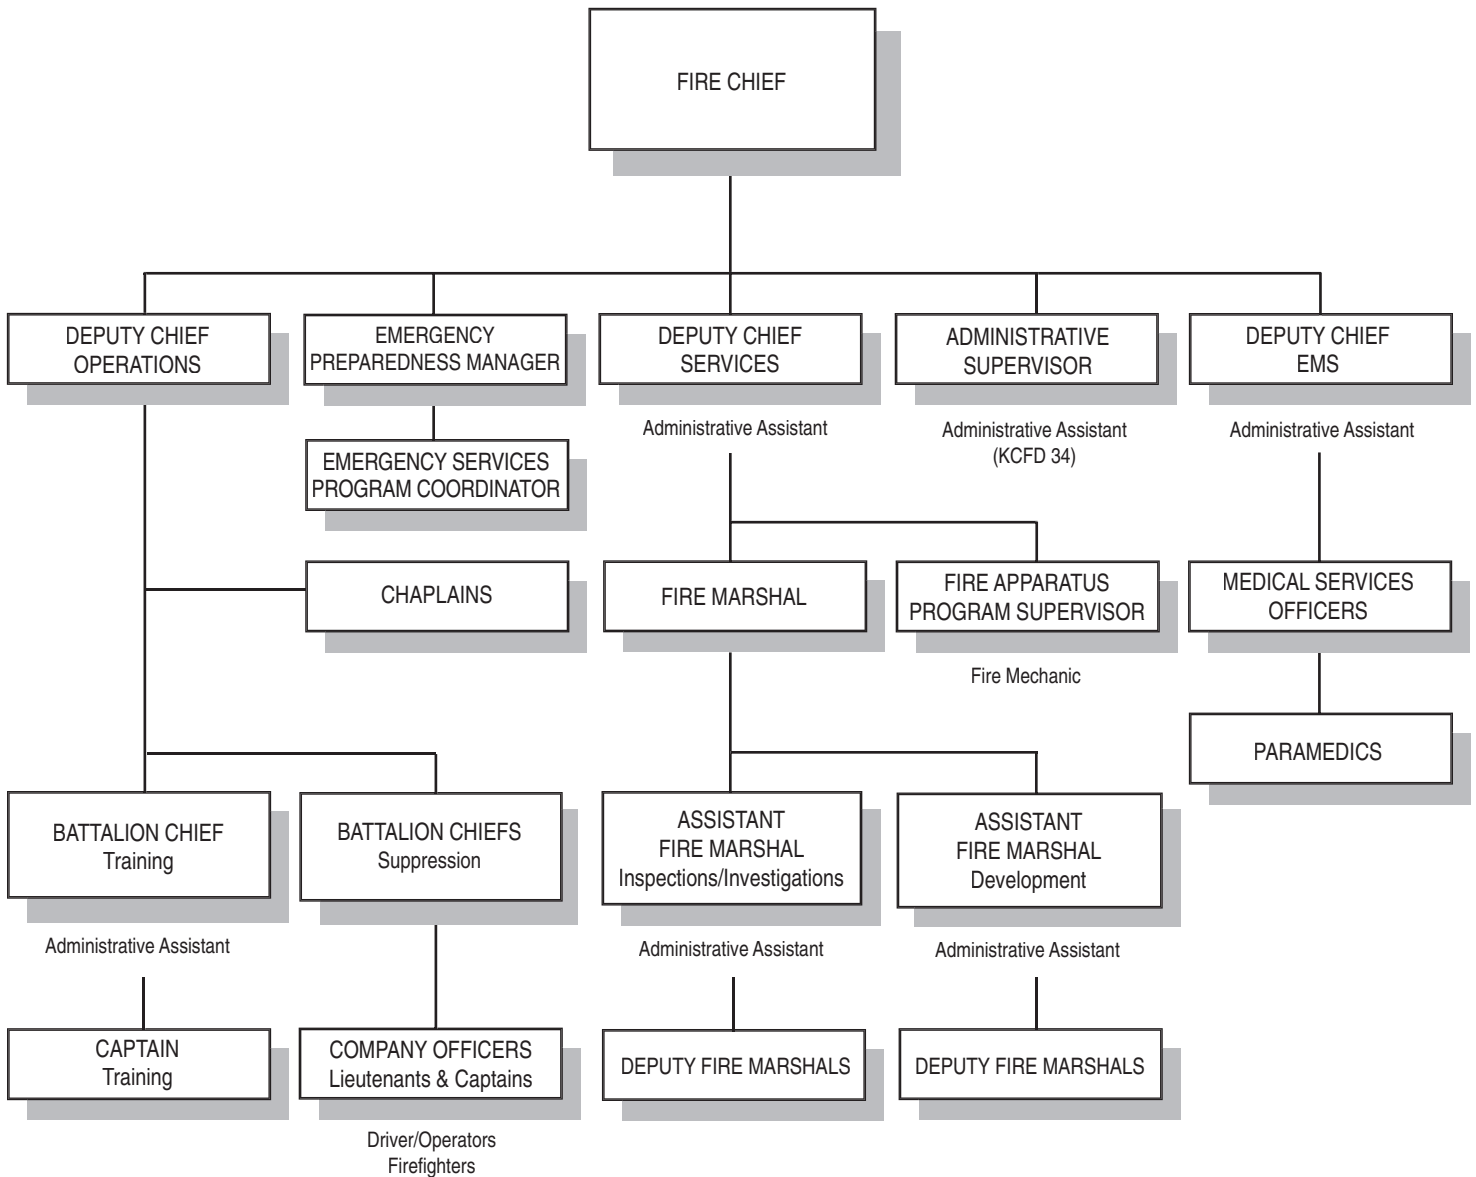 FIRE CHIEF
DEPUTY CHIEF
OPERATIONS
EMERGENCY
PREPAREDNESS MANAGER
DEPUTY CHIEF
SERVICES
ADMINISTRATIVE
SUPERVISOR
DEPUTY CHIEF
EMS
Administrative Assistant
Administrative Assistant
(KCFD 34)
Administrative Assistant
EMERGENCY SERVICES
PROGRAM COORDINATOR
CHAPLAINS
FIRE MARSHAL
FIRE APPARATUS
PROGRAM SUPERVISOR
MEDICAL SERVICES
OFFICERS
Fire Mechanic
PARAMEDICS
BATTALION CHIEF
Training
BATTALION CHIEFS
Suppression
ASSISTANT
FIRE MARSHAL
Inspections/Investigations
ASSISTANT
FIRE MARSHAL
Development
Administrative Assistant
Administrative Assistant
Administrative Assistant
CAPTAIN
Training
COMPANY OFFICERS
Lieutenants & Captains
DEPUTY FIRE MARSHALS
DEPUTY FIRE MARSHALS
Driver/Operators
Firefighters